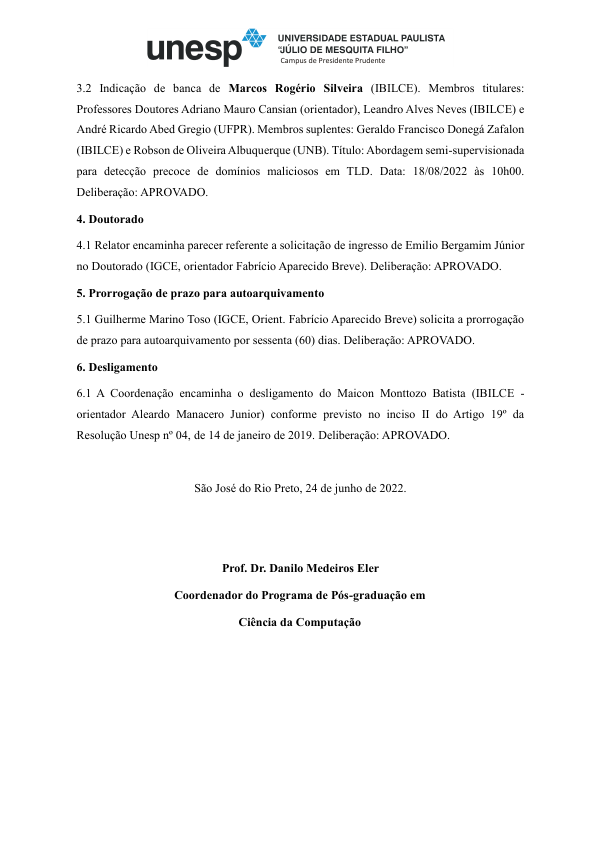 unesp
UNIVERSIDADE ESTADUAL PAULISTA
“JÚLIO DE MESQUITA FILHO”
Campus de Presidente Prudente
3.2 Indicação de banca de Marcos Rogério Silveira (IBILCE). Membros titulares:
Professores Doutores Adriano Mauro Cansian (orientador), Leandro Alves Neves (IBILCE) e
André Ricardo Abed Gregio (UFPR). Membros suplentes: Geraldo Francisco Donegá Zafalon
(IBILCE) e Robson de Oliveira Albuquerque (UNB). Título: Abordagem semi-supervisionada
para detecção precoce de domínios maliciosos em TLD. Data: 18/08/2022 às 10h00.
Deliberação: APROVADO.
4. Doutorado
4.1 Relator encaminha parecer referente a solicitação de ingresso de Emilio Bergamim Júnior
no Doutorado (IGCE, orientador Fabrício Aparecido Breve). Deliberação: APROVADO.
5. Prorrogação de prazo para autoarquivamento
5.1 Guilherme Marino Toso (IGCE, Orient. Fabrício Aparecido Breve) solicita a prorrogação
de prazo para autoarquivamento por sessenta (60) dias. Deliberação: APROVADO.
6. Desligamento
6.1 A Coordenação encaminha o desligamento do Maicon Monttozo Batista (IBILCE -
orientador Aleardo Manacero Junior) conforme previsto no inciso II do Artigo 19º da
Resolução Unesp nº 04, de 14 de janeiro de 2019. Deliberação: APROVADO.
São José do Rio Preto, 24 de junho de 2022.
Prof. Dr. Danilo Medeiros Eler
Coordenador do Programa de Pós-graduação em
Ciência da Computação